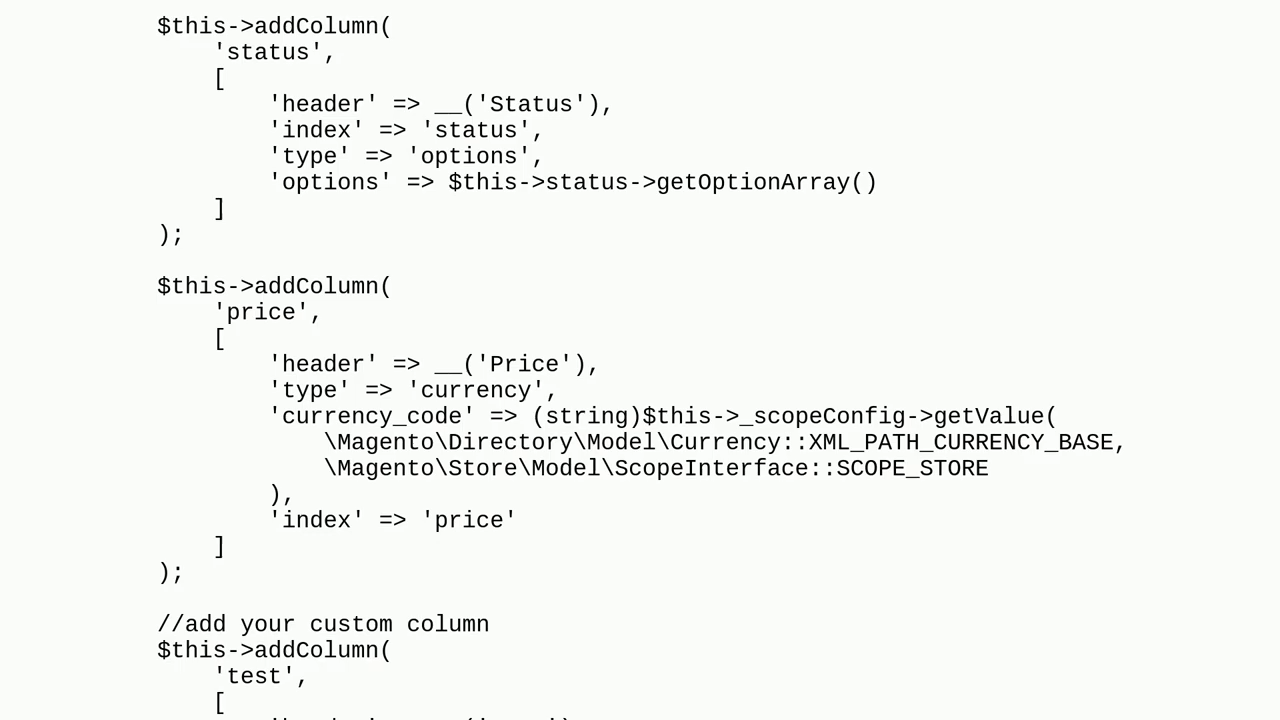 $this->addColumn(
'status',
[
'header' => __('Status'),
'index' => 'status',
'type' => 'options',
'options' => $this->status->getOptionArray()
]
);
$this->addColumn(
'price',
[
'header' => __('Price'),
'type' => 'currency',
'currency_code' => (string)$this->_scopeConfig->getValue(
\Magento\Directory\Model\Currency::XML_PATH_CURRENCY_BASE,
\Magento\Store\Model\ScopeInterface::SCOPE_STORE
),
'index' => 'price'
]
);
//add your custom column
$this->addColumn(
'test',
[